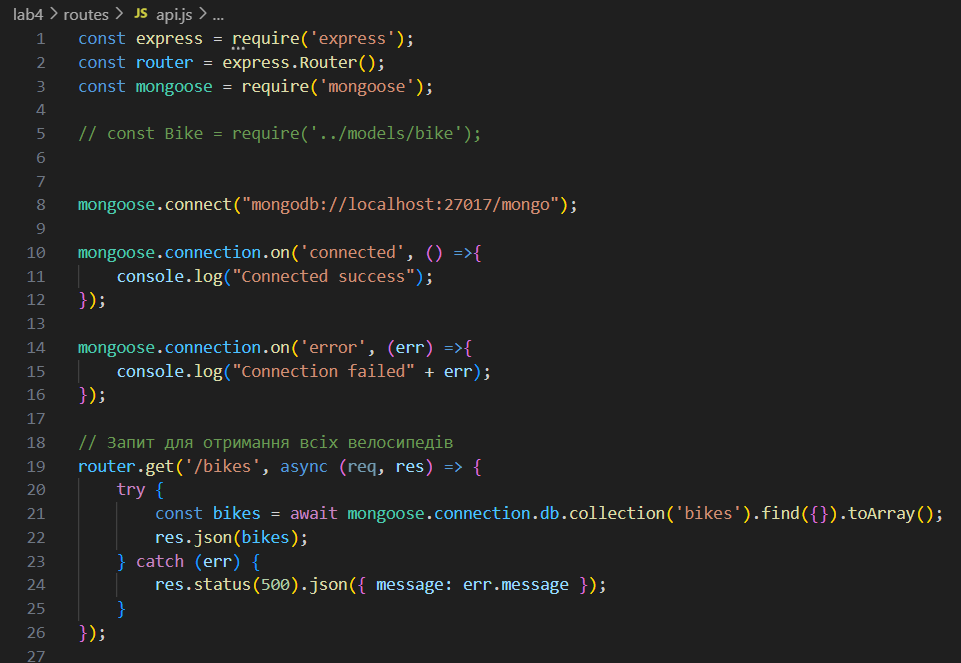 lab4 > routes > JS api.js > ...
1 const express = require('express');
2 const router = express.Router();
3 const mongoose = require('mongoose');
4
5 // const Bike = require('../models/bike');
6
7
8 mongoose.connect("mongodb://localhost:27017/mongo");
9
10 mongoose.connection.on('connected', () =>{
11     console.log("Connected success");
12 });
13
14 mongoose.connection.on('error', (err) =>{
15     console.log("Connection failed" + err);
16 });
17
18 // Запит для отримання всіх велосипедів
19 router.get('/bikes', async (req, res) => {
20     try {
21         const bikes = await mongoose.connection.db.collection('bikes').find({}).toArray();
22         res.json(bikes);
23     } catch (err) {
24         res.status(500).json({ message: err.message });
25     }
26 });
27